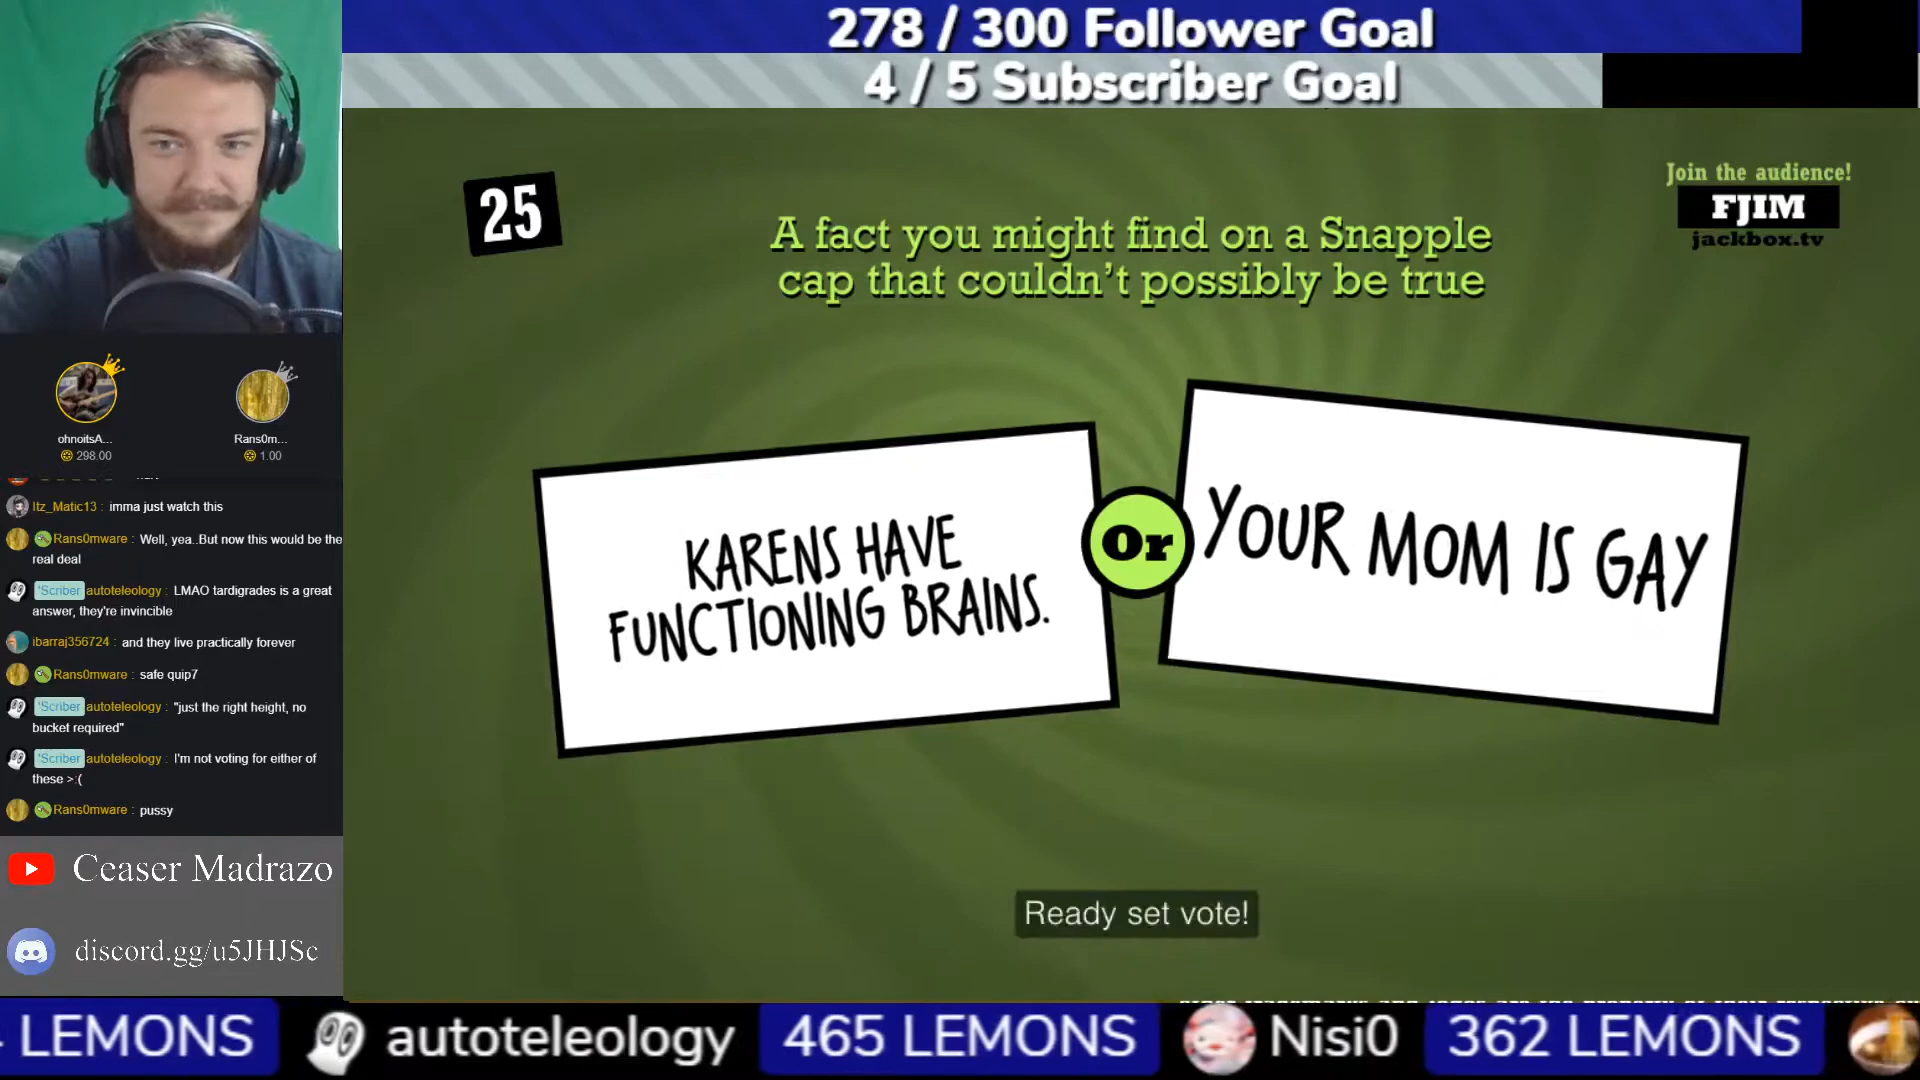 278 / 300 Follower Goal
4 / 5 Subscriber Goal
25
A fact you might find on a Snapple
cap that couldn't possibly be true
Join the audience!
FJIM
jackbox.tv
KARENS HAVE
FUNCTIONING BRAINS.
Or
YOUR MOM IS GAY
Ready set vote!
ohnoitsA...
298.00
Rans0m...
1.00
Itz_Matic13 : imma just watch this
Rans0mware : Well, yea..But now this would be the
real deal
'Scriber autoteleology : LMAO tardigrades is a great
answer, they're invincible
ibarraj356724 : and they live practically forever
Rans0mware : safe quip7
'Scriber autoteleology : "just the right height, no
bucket required"
'Scriber autoteleology : I'm not voting for either of
these >:(
Rans0mware : pussy
Ceaser Madrazo
discord.gg/u5JHJSc
LEMONS autoteleology 465 LEMONS Nisi0 362 LEMONS